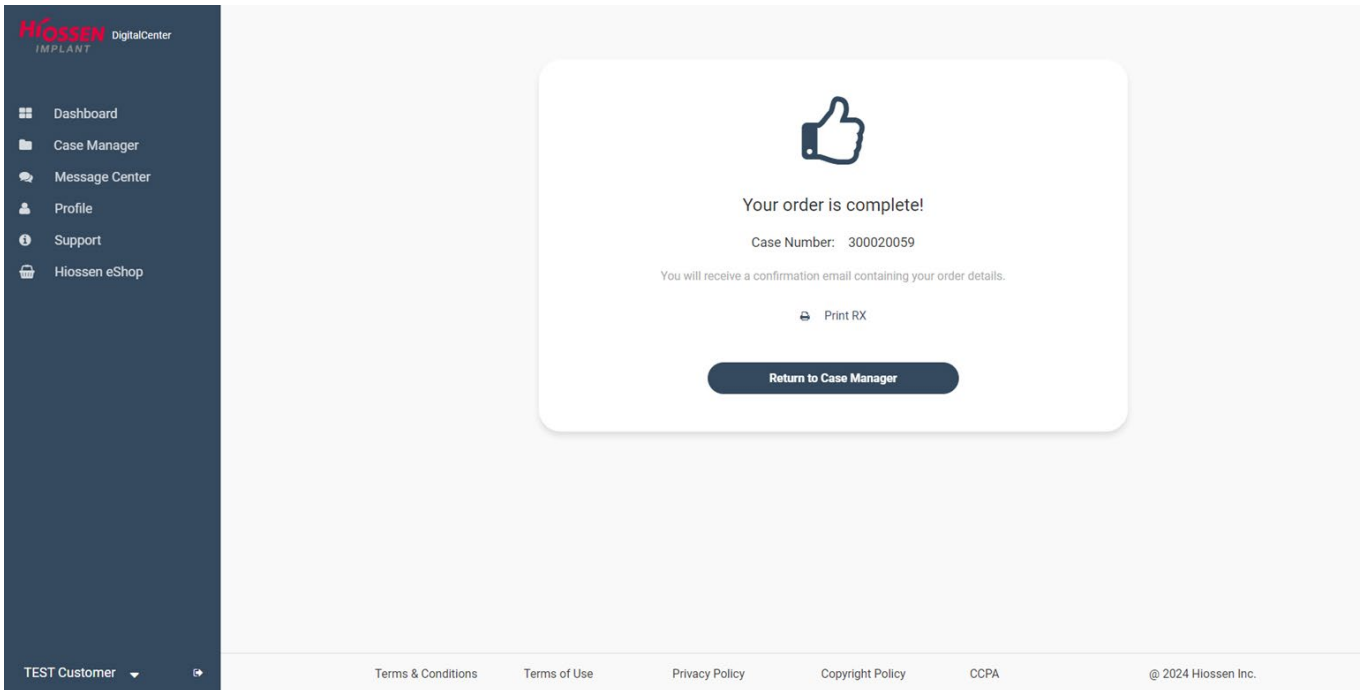 HIOSSEN DigitalCenter
IMPLANT
Dashboard
Case Manager
Message Center
Profile
Support
Hiossen eShop
TEST Customer
Your order is complete!
Case Number: 300020059
You will receive a confirmation email containing your order details.
Print RX
Return to Case Manager
Terms & Conditions Terms of Use Privacy Policy Copyright Policy CCPA @ 2024 Hiossen Inc.